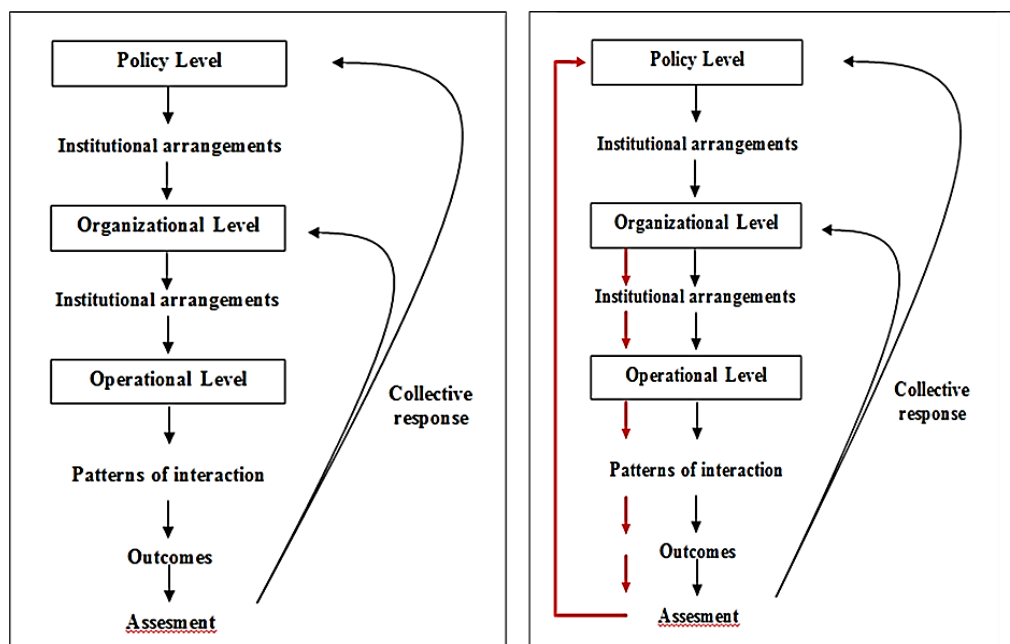 Policy Level
Institutional arrangements
Organizational Level
Institutional arrangements
Operational Level
Collective
response
Patterns of interaction
Outcomes
Assesment
Policy Level
Institutional arrangements
Organizational Level
Institutional arrangements
Operational Level
Collective
response
Patterns of interaction
Outcomes
Assesment